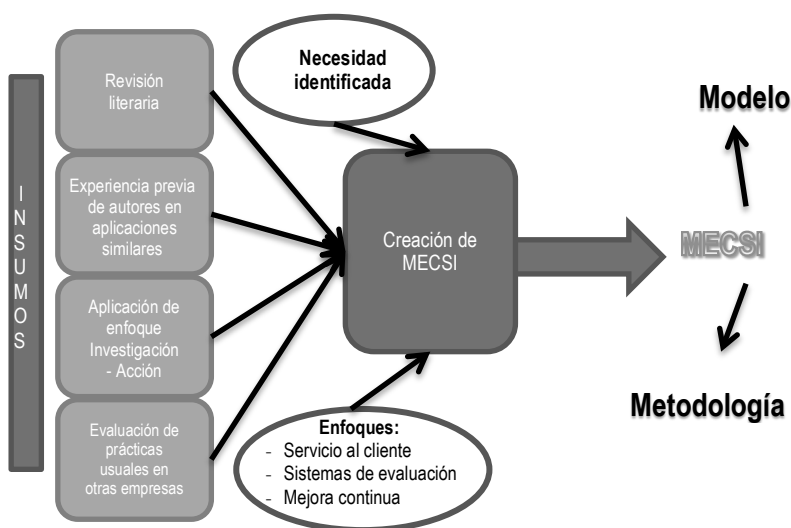 INSUMOS
Revisión
literaria
Experiencia previa
de autores en
aplicaciones
similares
Aplicación de
enfoque
Investigación
- Acción
Evaluación de
prácticas
usuales en
otras empresas
Necesidad
identificada
Creación de
MECSI
Enfoques:
- Servicio al cliente
- Sistemas de evaluación
- Mejora continua
Modelo
MECSI
Metodología